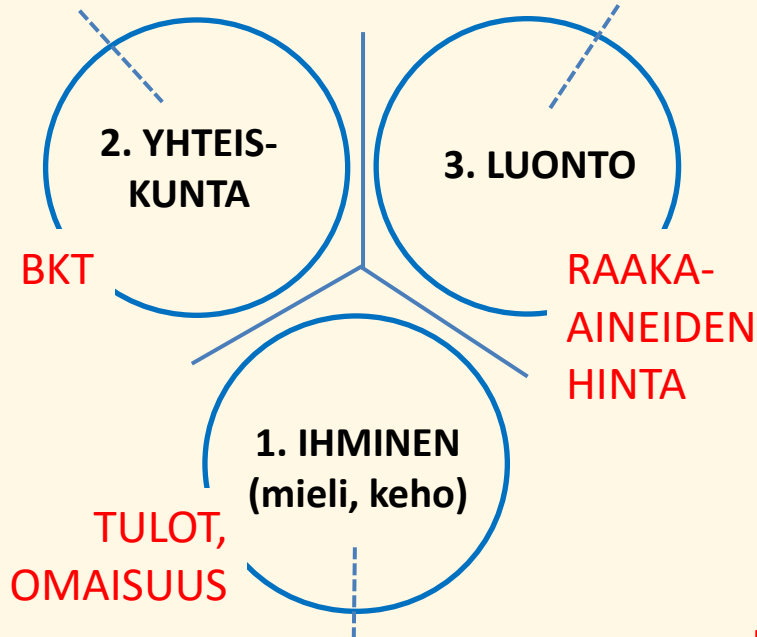 2. YHTEIS-
KUNTA
3. LUONTO
BKT
RAAKA-
AINEIDEN
HINTA
1. IHMINEN
(mieli, keho)
TULOT,
OMAISUUS